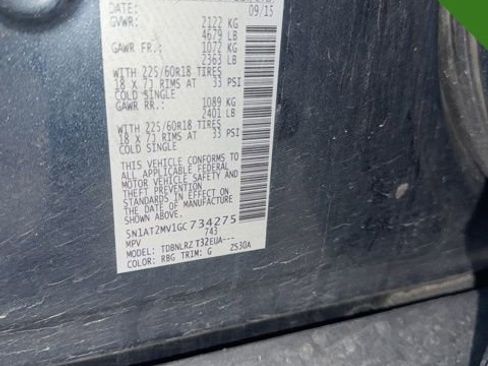 DATE: 09/15
GVWR: 2122 KG
4679 LB
GAWR FR.: 1072 KG
2363 LB
WITH 225/60R18 TIRES
18 X 7J RIMS AT 33 PSI
COLD SINGLE
GAWR RR.: 1089 KG
2401 LB
WITH 225/60R18 TIRES
18 X 7J RIMS AT 33 PSI
COLD SINGLE
THIS VEHICLE CONFORMS TO
ALL APPLICABLE FEDERAL
MOTOR VEHICLE SAFETY AND
THEFT PREVENTION
STANDARDS IN EFFECT ON
THE DATE OF MANUFACTURE
SHOWN ABOVE.
5N1AT2MV1GC734275
MPV 743
MODEL: TDBNLRZ T32EUA---
COLOR: RBG TRIM: G Z530A